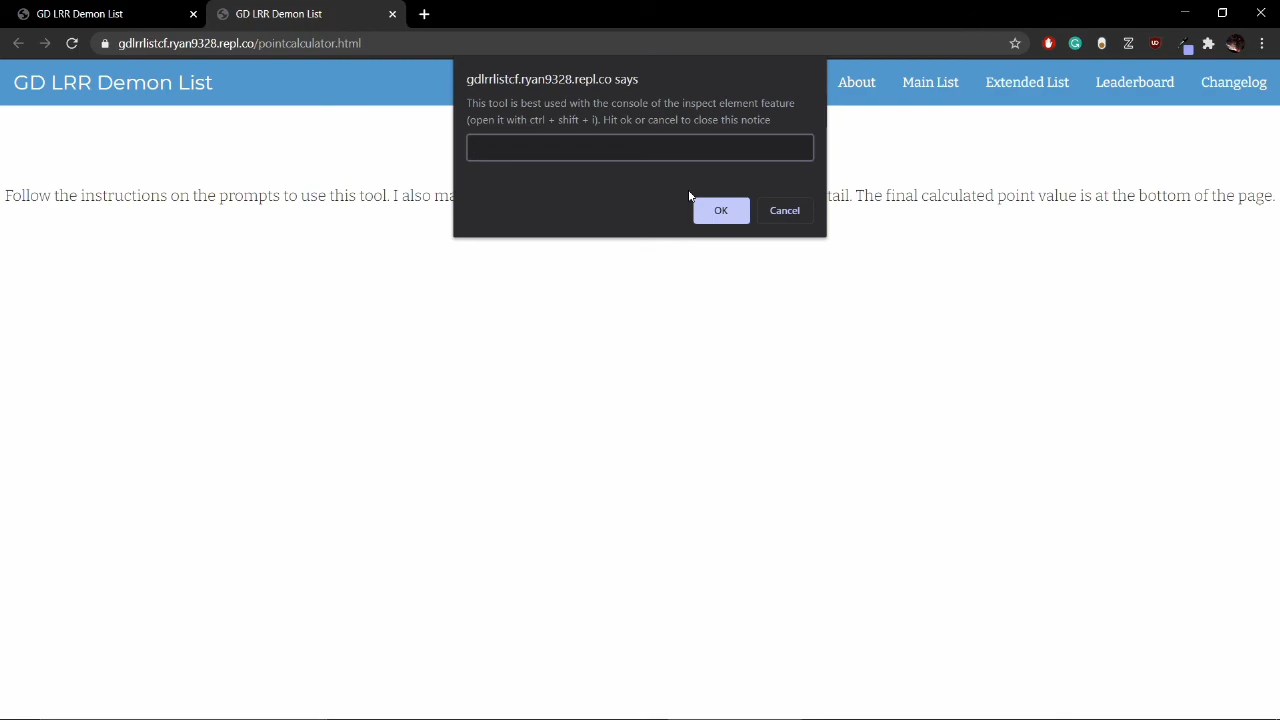 GD LRR Demon List
GD LRR Demon List
gdlrrlistcf.ryan9328.repl.co/pointcalculator.html
GD LRR Demon List
About
Main List
Extended List
Leaderboard
Changelog
gdlrrlistcf.ryan9328.repl.co says
This tool is best used with the console of the inspect element feature
(open it with ctrl + shift + i). Hit ok or cancel to close this notice
OK
Cancel
Follow the instructions on the prompts to use this tool. I also ma tail. The final calculated point value is at the bottom of the page.